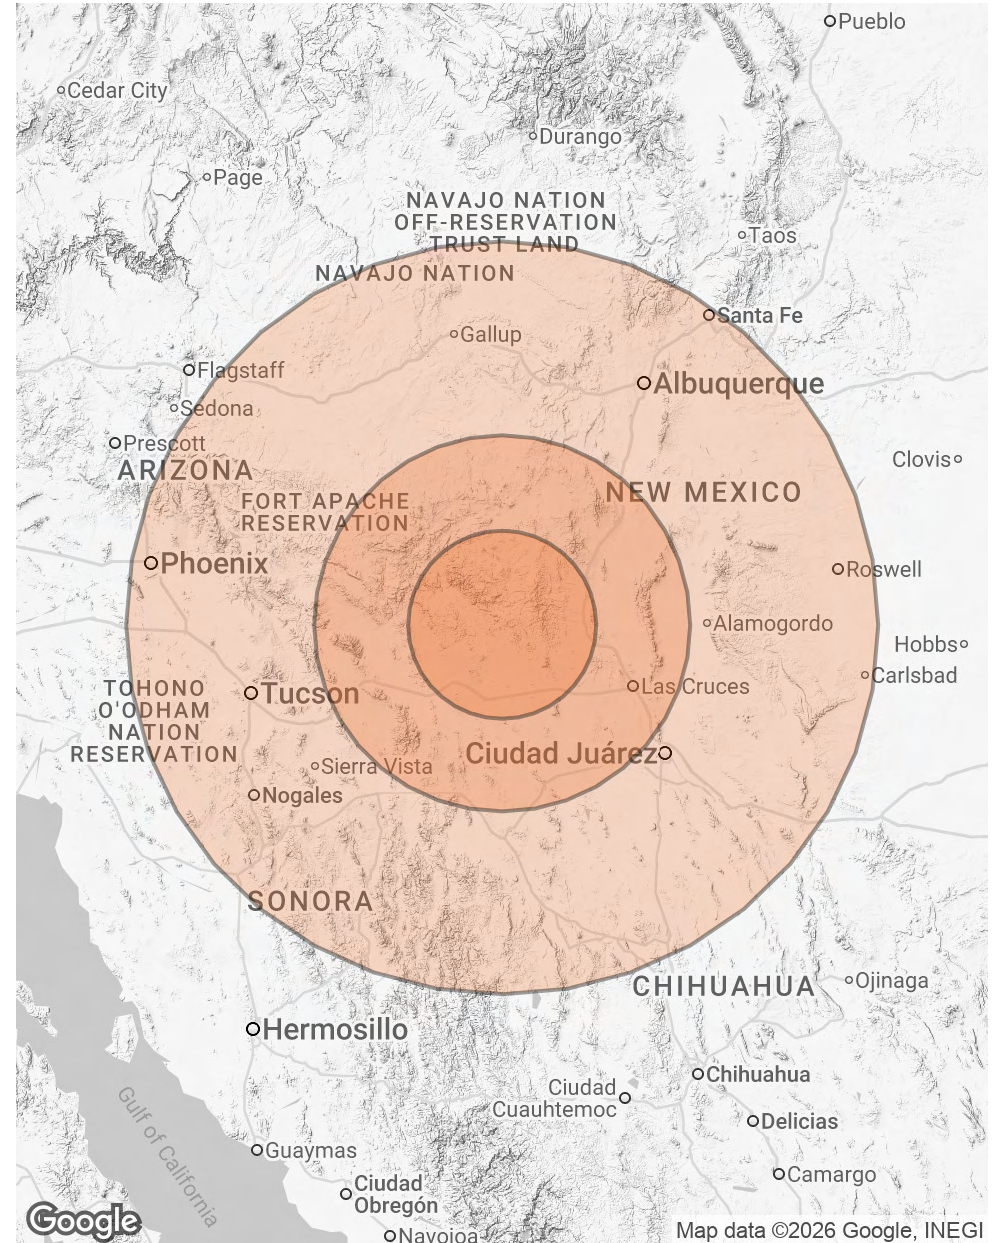 Pueblo
Cedar City
Durango
Page
NAVAJO NATION
OFF-RESERVATION
TRUST LAND
Taos
NAVAJO NATION
Santa Fe
Gallup
Flagstaff
Albuquerque
Sedona
Prescott
ARIZONA
Clovis
NEW MEXICO
FORT APACHE
RESERVATION
Phoenix
Roswell
Alamogordo
Hobbs
Carlsbad
TOHONO
O'ODHAM
NATION
RESERVATION
Tucson
Las Cruces
Ciudad Juárez
Sierra Vista
Nogales
SONORA
CHIHUAHUA
Ojinaga
Hermosillo
Chihuahua
Ciudad
Cuauhtemoc
Delicias
Gulf of California
Guaymas
Camargo
Ciudad
Obregón
Navojoa
Google
Map data ©2026 Google, INEGI